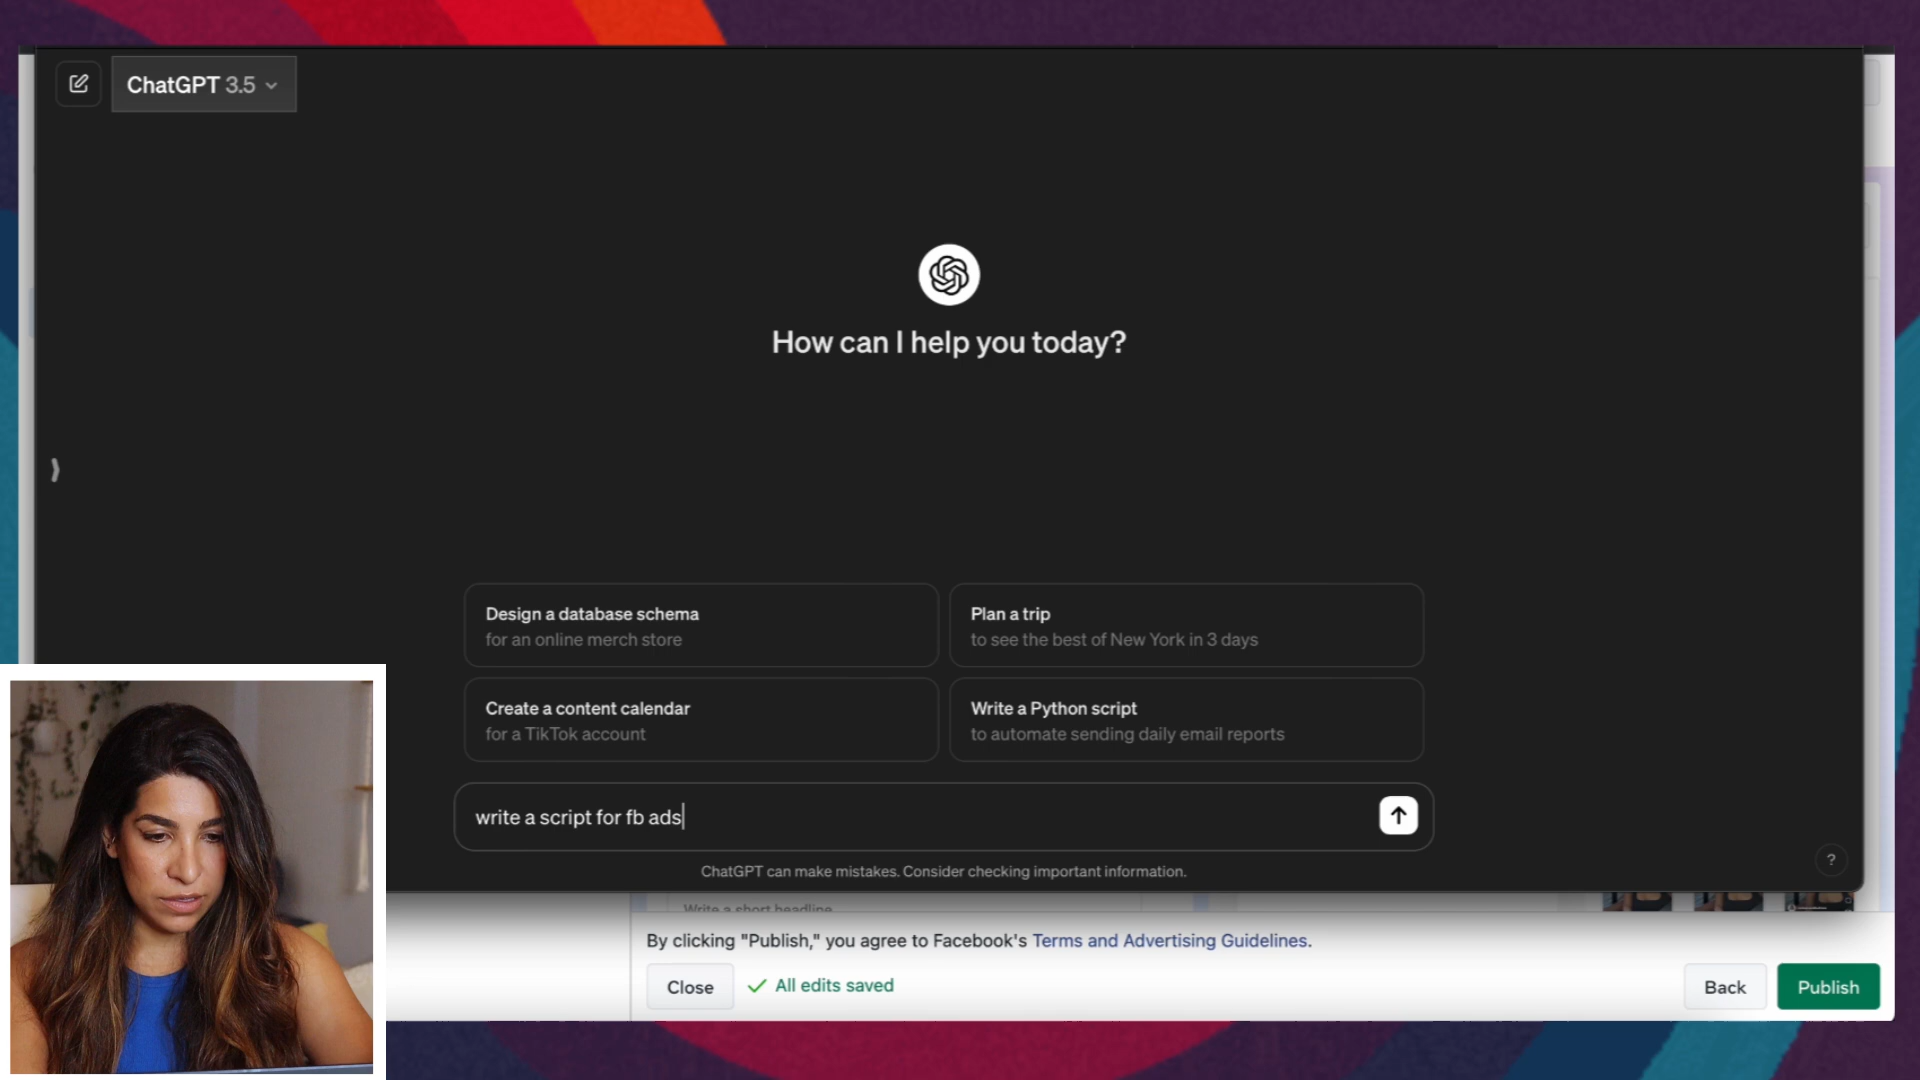 ChatGPT 3.5
How can I help you today?
Design a database schema
for an online merch store
Plan a trip
to see the best of New York in 3 days
Create a content calendar
for a TikTok account
Write a Python script
to automate sending daily email reports
write a script for fb ads
ChatGPT can make mistakes. Consider checking important information.
?
Write a short headline
By clicking "Publish," you agree to Facebook's Terms and Advertising Guidelines.
Close
All edits saved
Back
Publish